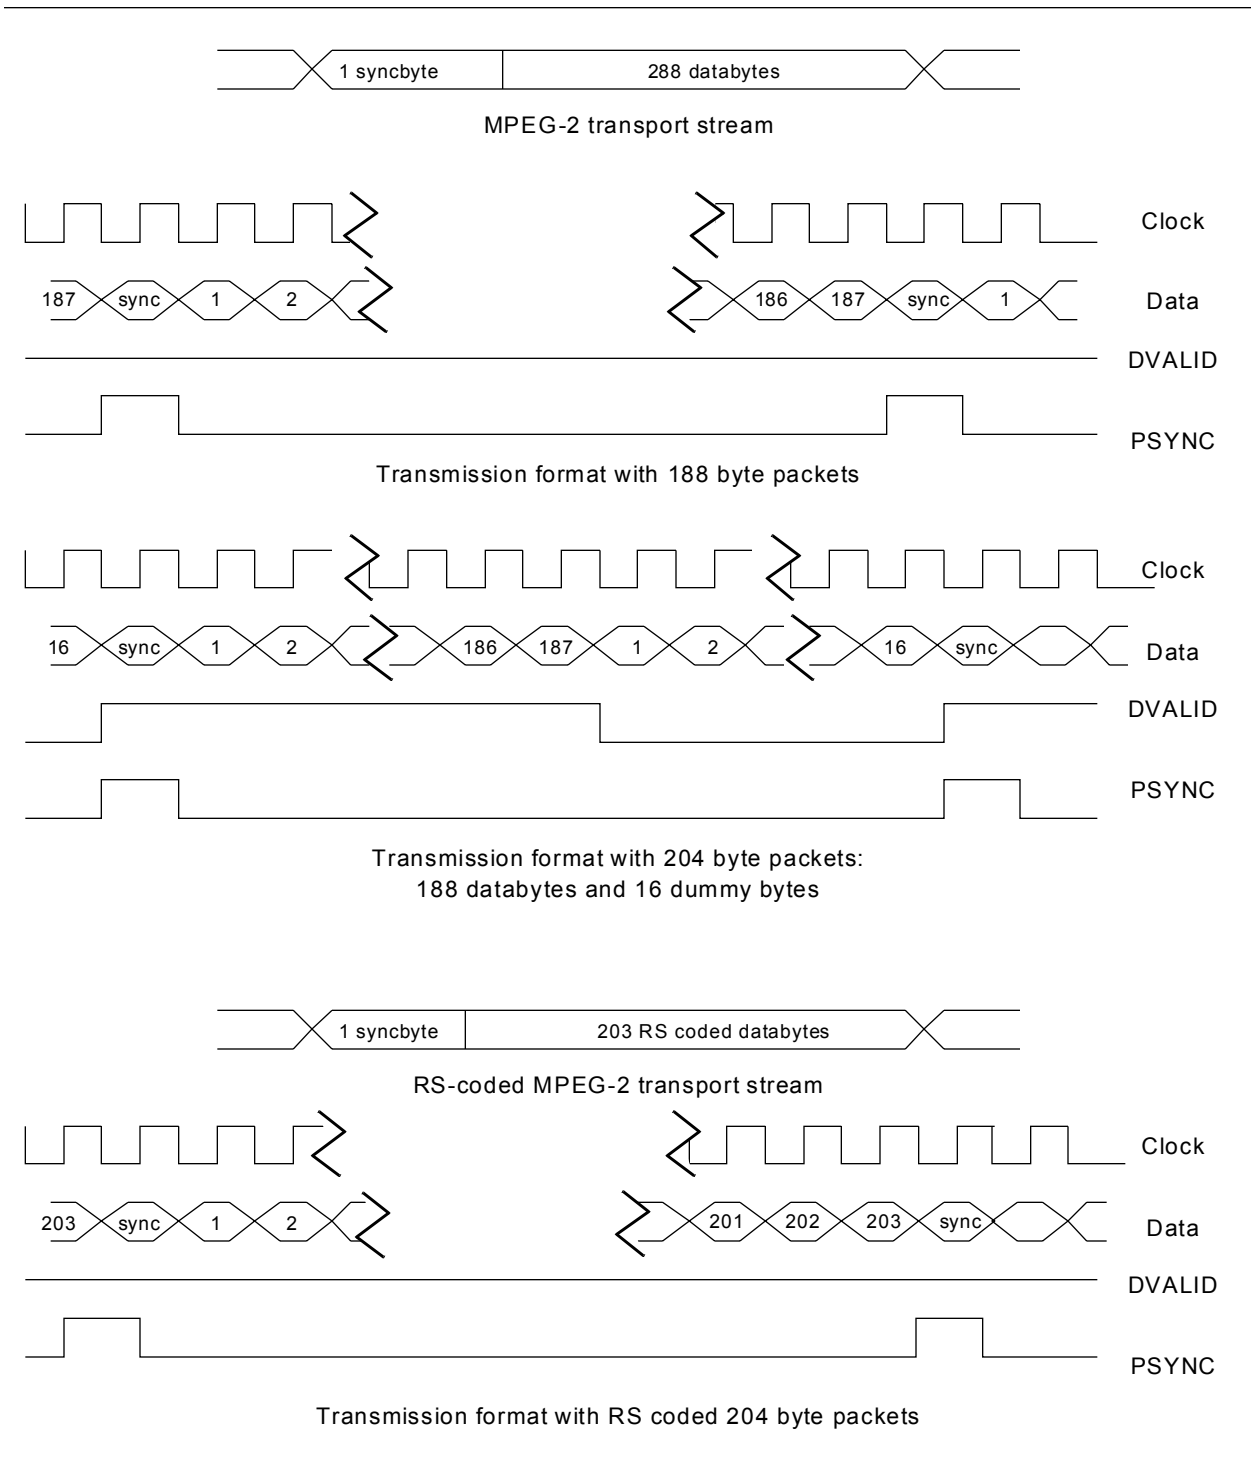 1 syncbyte 288 databytes
MPEG-2 transport stream
Clock
187 sync 1 2 186 187 sync 1 Data
DVALID
PSYNC
Transmission format with 188 byte packets
Clock
16 sync 1 2 186 187 1 2 16 sync Data
DVALID
PSYNC
Transmission format with 204 byte packets:
188 databytes and 16 dummy bytes
1 syncbyte 203 RS coded databytes
RS-coded MPEG-2 transport stream
Clock
203 sync 1 2 201 202 203 sync Data
DVALID
PSYNC
Transmission format with RS coded 204 byte packets